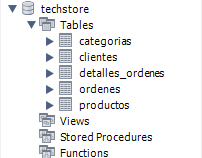 techstore
Tables
categorias
clientes
detalles_ordenes
ordenes
productos
Views
Stored Procedures
Functions